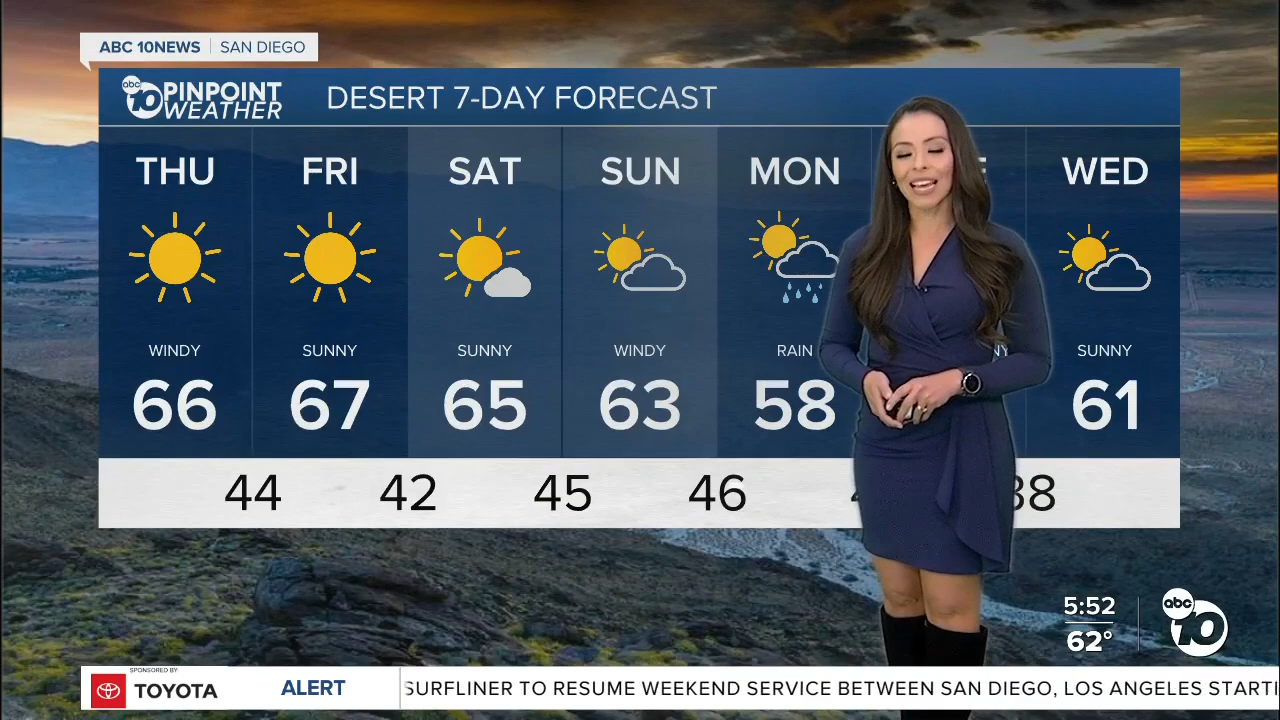 ABC 10NEWS | SAN DIEGO
abc 10 PINPOINT WEATHER
DESERT 7-DAY FORECAST
THU FRI SAT SUN MON WED
WINDY SUNNY SUNNY WINDY RAIN SUNNY
66 67 65 63 58 61
44 42 45 46 38
5:52
62°
abc 10
SPONSORED BY
TOYOTA
ALERT
SURFLINER TO RESUME WEEKEND SERVICE BETWEEN SAN DIEGO, LOS ANGELES STARTI